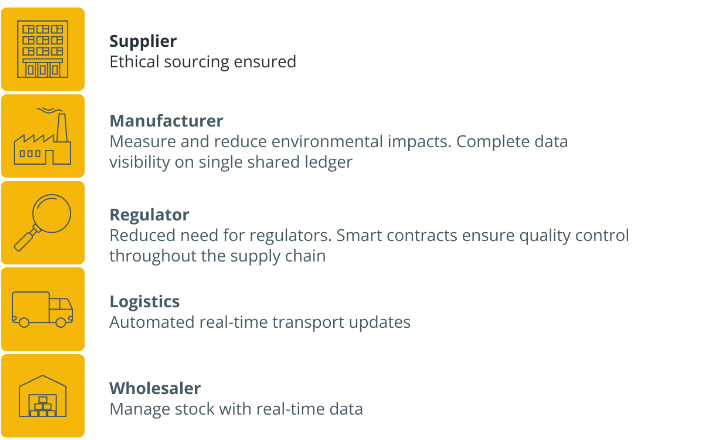 Supplier
Ethical sourcing ensured
Manufacturer
Measure and reduce environmental impacts. Complete data
visibility on single shared ledger
Regulator
Reduced need for regulators. Smart contracts ensure quality control
throughout the supply chain
Logistics
Automated real-time transport updates
Wholesaler
Manage stock with real-time data